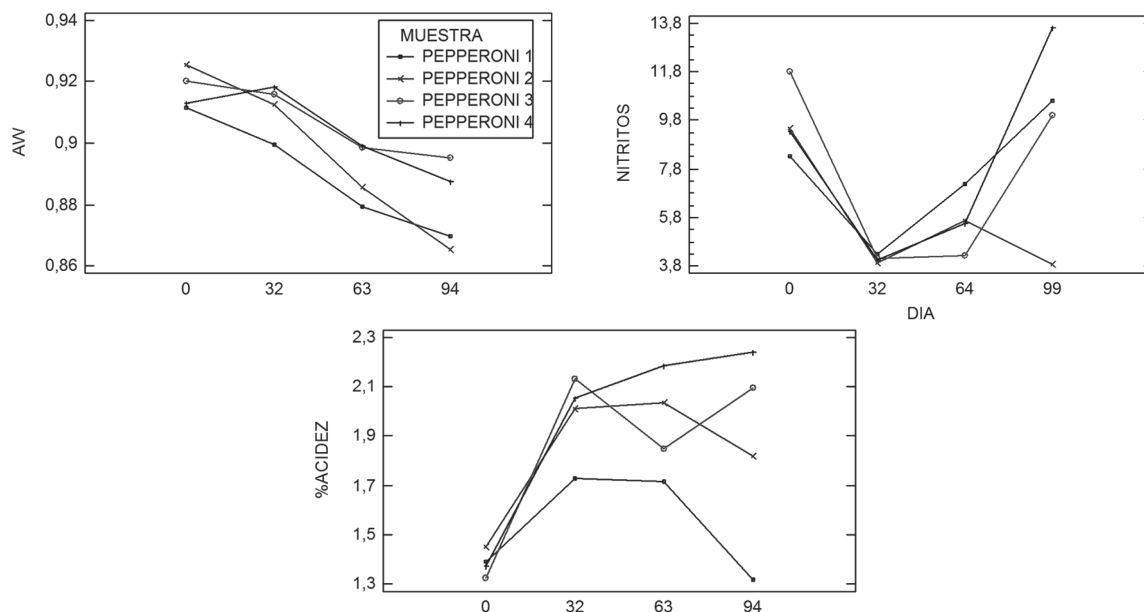 0,94
0,92
0,9
0,88
0,86
AW
MUESTRA
PEPPERONI 1
PEPPERONI 2
PEPPERONI 3
PEPPERONI 4
0 32 63 94
13,8
11,8
9,8
7,8
5,8
3,8
NITRITOS
0 32 64 99
DIA
2,3
2,1
1,9
1,7
1,5
1,3
%ACIDEZ
0 32 63 94